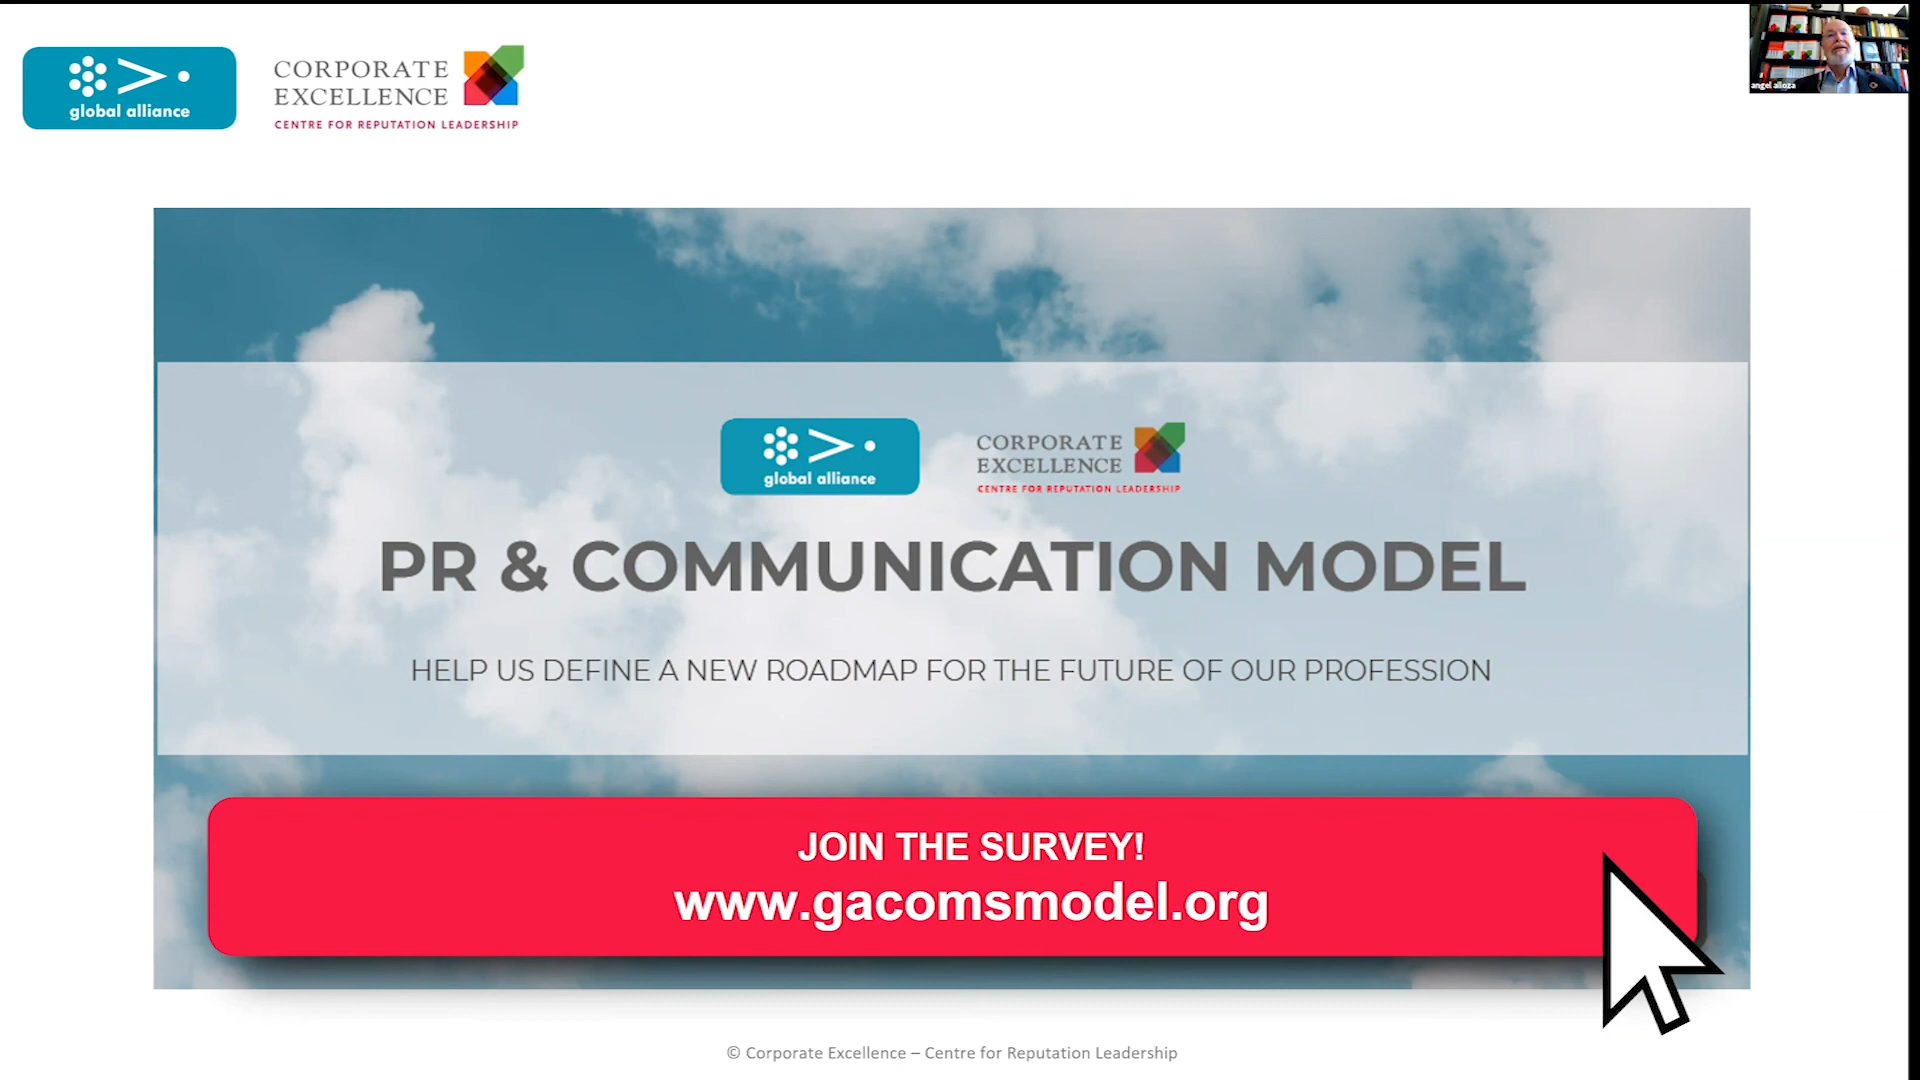 global alliance
CORPORATE
EXCELLENCE
CENTRE FOR REPUTATION LEADERSHIP
angel alloza
global alliance
CORPORATE
EXCELLENCE
CENTRE FOR REPUTATION LEADERSHIP
PR & COMMUNICATION MODEL
HELP US DEFINE A NEW ROADMAP FOR THE FUTURE OF OUR PROFESSION
JOIN THE SURVEY!
www.gacomsmodel.org
© Corporate Excellence – Centre for Reputation Leadership